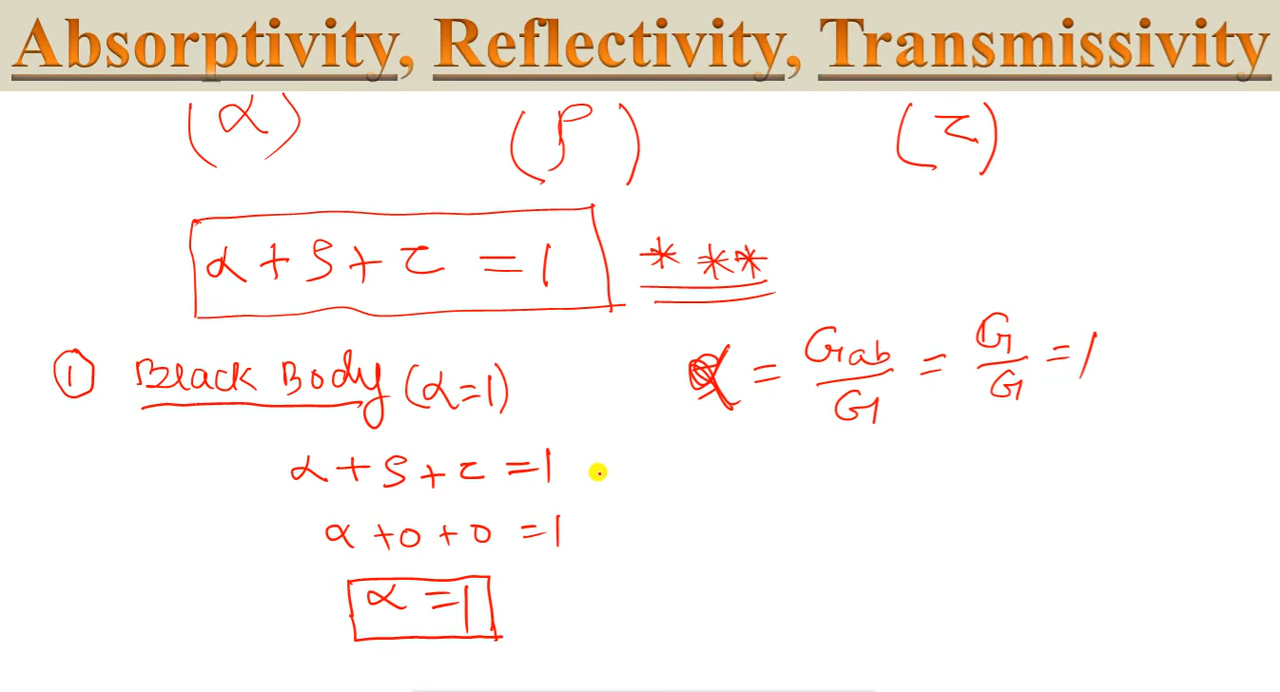 Absorptivity, Reflectivity, Transmissivity
(α) (ρ) (τ)
α + ρ + τ = 1 * * *
① Black Body (α=1)
α = Gab/G = G/G = 1
α + ρ + τ = 1
α + 0 + 0 = 1
α = 1